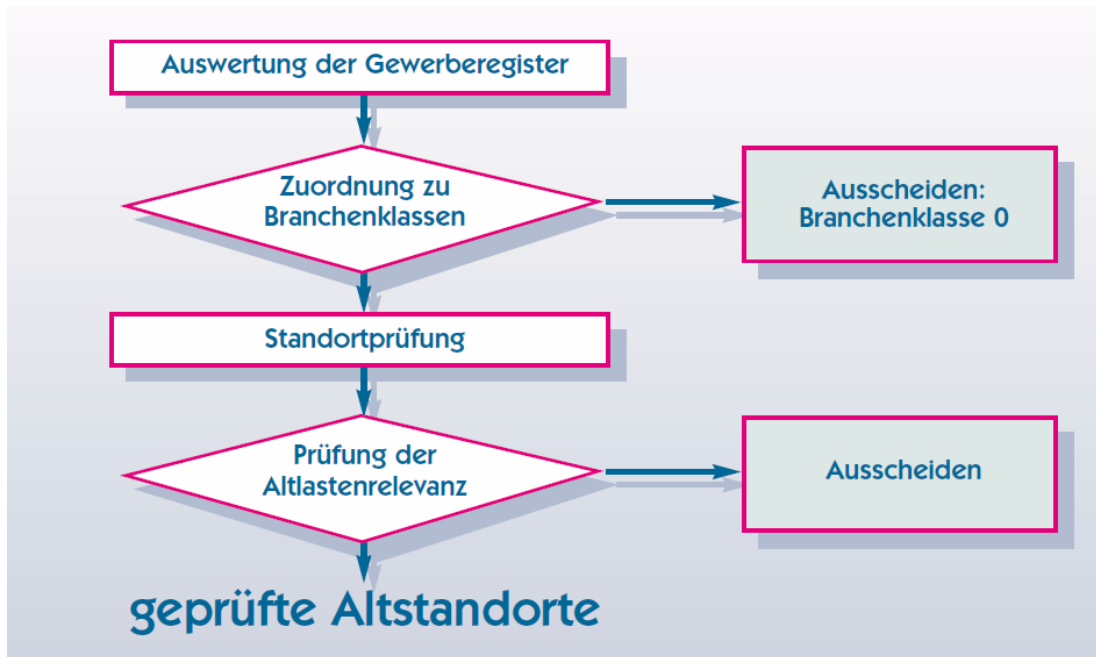 Auswertung der Gewerberegister
Zuordnung zu
Branchenklassen
Ausscheiden:
Branchenklasse 0
Standortprüfung
Prüfung der
Altlastenrelevanz
Ausscheiden
geprüfte Altstandorte